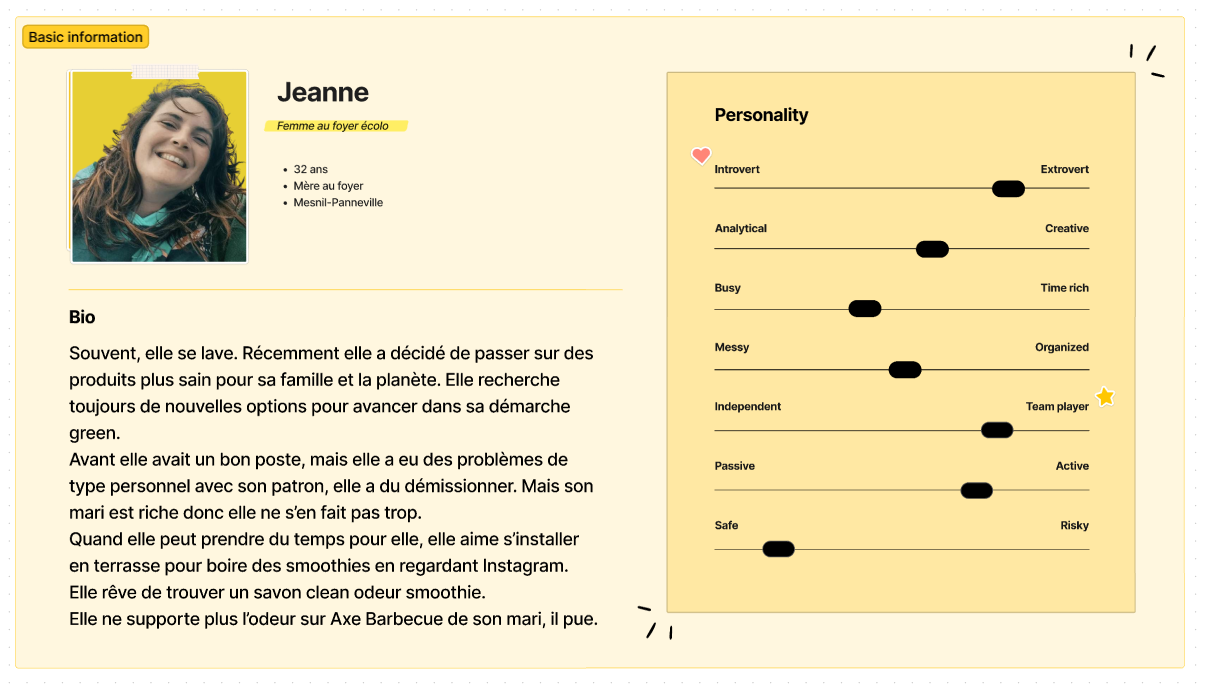 Basic information
Jeanne
Femme au foyer écolo
• 32 ans
• Mère au foyer
• Mesnil-Panneville
Bio
Souvent, elle se lave. Récemment elle a décidé de passer sur des
produits plus sain pour sa famille et la planète. Elle recherche
toujours de nouvelles options pour avancer dans sa démarche
green.
Avant elle avait un bon poste, mais elle a eu des problèmes de
type personnel avec son patron, elle a du démissionner. Mais son
mari est riche donc elle ne s’en fait pas trop.
Quand elle peut prendre du temps pour elle, elle aime s’installer
en terrasse pour boire des smoothies en regardant Instagram.
Elle rêve de trouver un savon clean odeur smoothie.
Elle ne supporte plus l’odeur sur Axe Barbecue de son mari, il pue.
Personality
Introvert Extrovert
Analytical Creative
Busy Time rich
Messy Organized
Independent Team player
Passive Active
Safe Risky